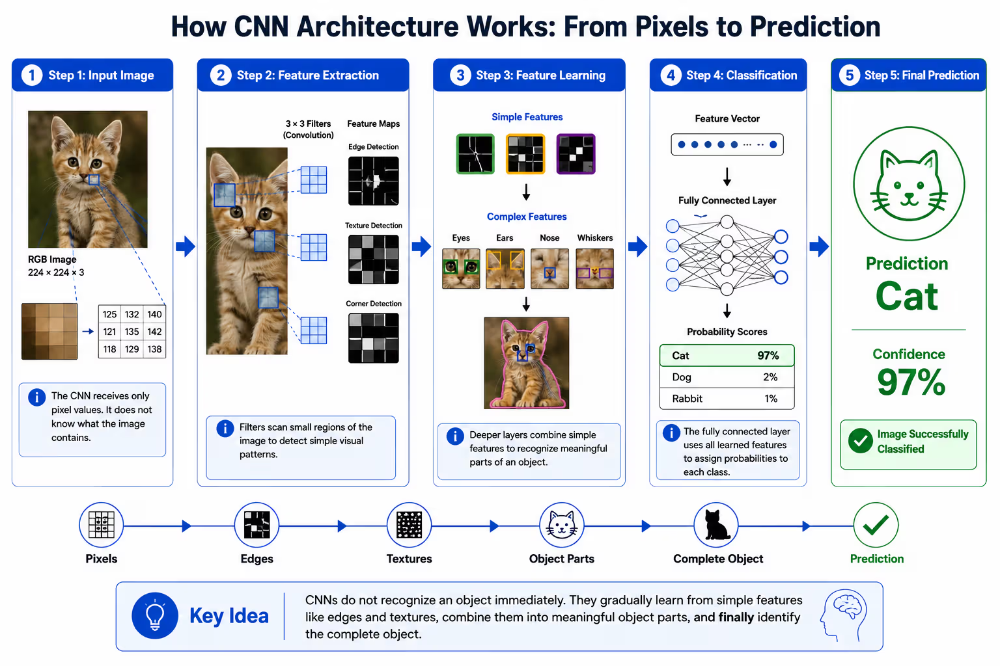 How CNN Architecture Works: From Pixels to Prediction
1 Step 1: Input Image
RGB Image
224 × 224 × 3
125 132 140
121 135 142
118 129 138
i The CNN receives only
pixel values. It does not
know what the image
contains.
2 Step 2: Feature Extraction
3 × 3 Filters
(Convolution)
Feature Maps
Edge Detection
Texture Detection
Corner Detection
i Filters scan small regions of the
image to detect simple visual
patterns.
3 Step 3: Feature Learning
Simple Features
Complex Features
Eyes Ears Nose Whiskers
i Deeper layers combine simple
features to recognize meaningful
parts of an object.
4 Step 4: Classification
Feature Vector
Fully Connected Layer
Probability Scores
Cat 97%
Dog 2%
Rabbit 1%
i The fully connected layer
uses all learned features
to assign probabilities to
each class.
5 Step 5: Final Prediction
Prediction
Cat
Confidence
97%
Image Successfully
Classified
Pixels
Edges
Textures
Object Parts
Complete Object
Prediction
Key Idea
CNNs do not recognize an object immediately. They gradually learn from simple features
like edges and textures, combine them into meaningful object parts, and finally identify
the complete object.